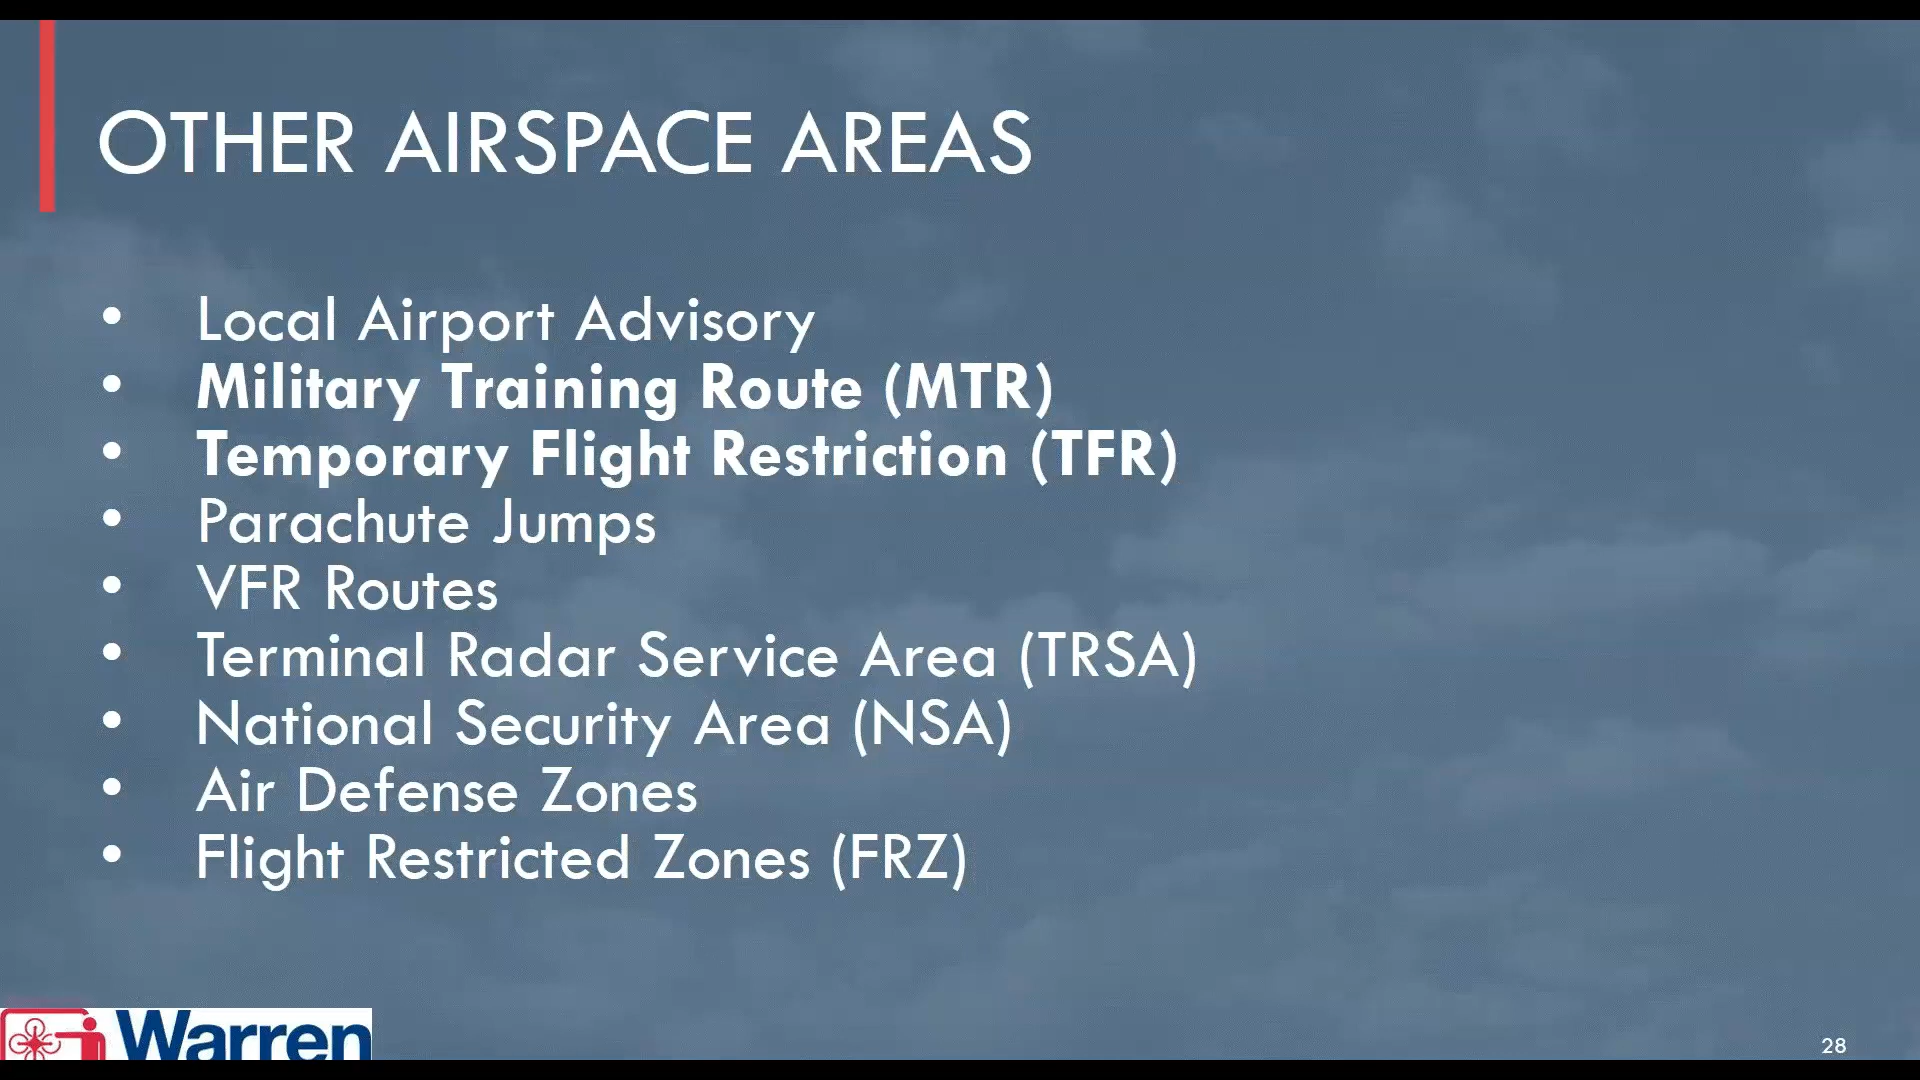 OTHER AIRSPACE AREAS
• Local Airport Advisory
• Military Training Route (MTR)
• Temporary Flight Restriction (TFR)
• Parachute Jumps
• VFR Routes
• Terminal Radar Service Area (TRSA)
• National Security Area (NSA)
• Air Defense Zones
• Flight Restricted Zones (FRZ)
Warren
28